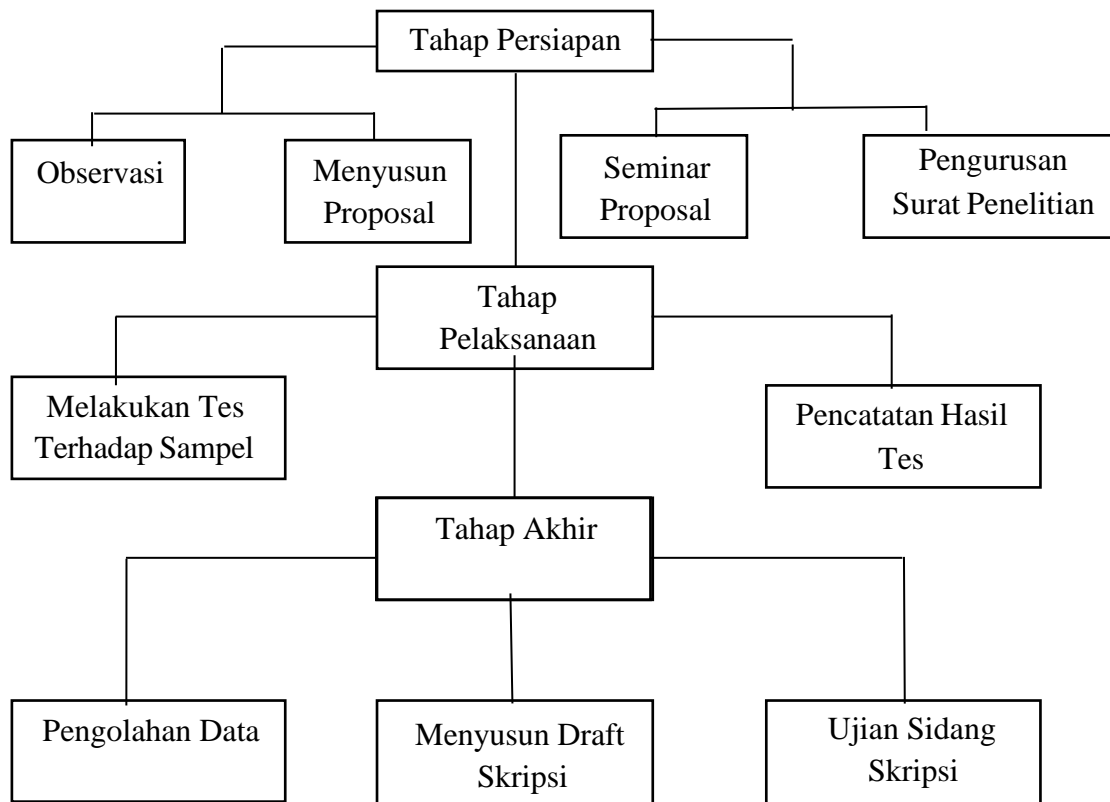 Tahap Persiapan
Observasi
Menyusun
Proposal
Seminar
Proposal
Pengurusan
Surat Penelitian
Tahap
Pelaksanaan
Melakukan Tes
Terhadap Sampel
Pencatatan Hasil
Tes
Tahap Akhir
Pengolahan Data
Menyusun Draft
Skripsi
Ujian Sidang
Skripsi